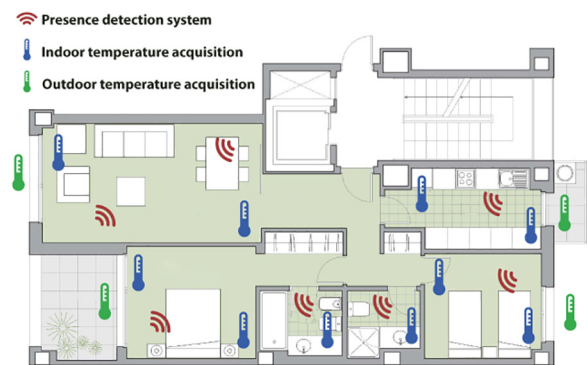 Presence detection system
Indoor temperature acquisition
Outdoor temperature acquisition